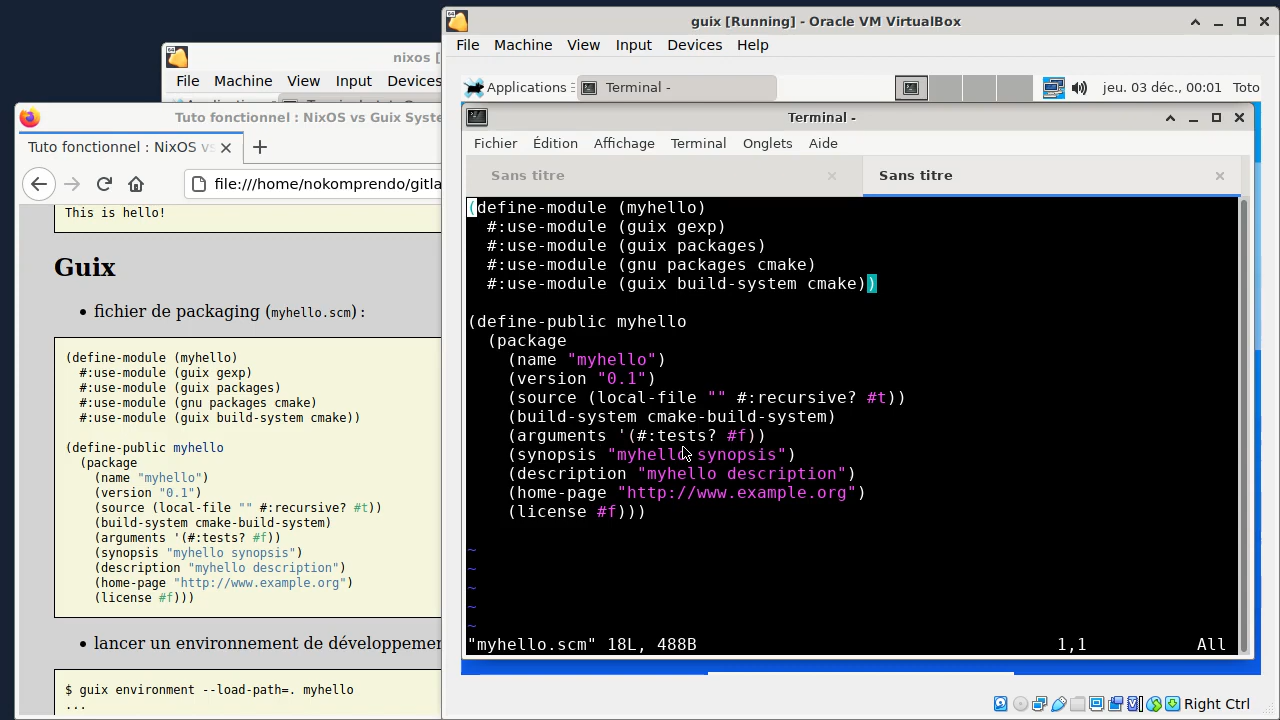 guix [Running] - Oracle VM VirtualBox
File Machine View Input Devices Help
nixos [
File Machine View Input Devices
Applications Terminal - jeu. 03 déc., 00:01 Toto
Terminal -
Fichier Édition Affichage Terminal Onglets Aide
Sans titre
Sans titre
(define-module (myhello)
#:use-module (guix gexp)
#:use-module (guix packages)
#:use-module (gnu packages cmake)
#:use-module (guix build-system cmake))
(define-public myhello
(package
(name "myhello")
(version "0.1")
(source (local-file "" #:recursive? #t))
(build-system cmake-build-system)
(arguments '(#:tests? #f))
(synopsis "myhello synopsis")
(description "myhello description")
(home-page "http://www.example.org")
(license #f)))
~
~
~
~
~
"myhello.scm" 18L, 488B 1,1 All
Right Ctrl
Tuto fonctionnel : NixOS vs Guix Syste
Tuto fonctionnel : NixOS vs
file:///home/nokomprendo/gitla
This is hello!
Guix
• fichier de packaging (myhello.scm) :
(define-module (myhello)
#:use-module (guix gexp)
#:use-module (guix packages)
#:use-module (gnu packages cmake)
#:use-module (guix build-system cmake))
(define-public myhello
(package
(name "myhello")
(version "0.1")
(source (local-file "" #:recursive? #t))
(build-system cmake-build-system)
(arguments '(#:tests? #f))
(synopsis "myhello synopsis")
(description "myhello description")
(home-page "http://www.example.org")
(license #f)))
• lancer un environnement de développemen
$ guix environment --load-path=. myhello
...